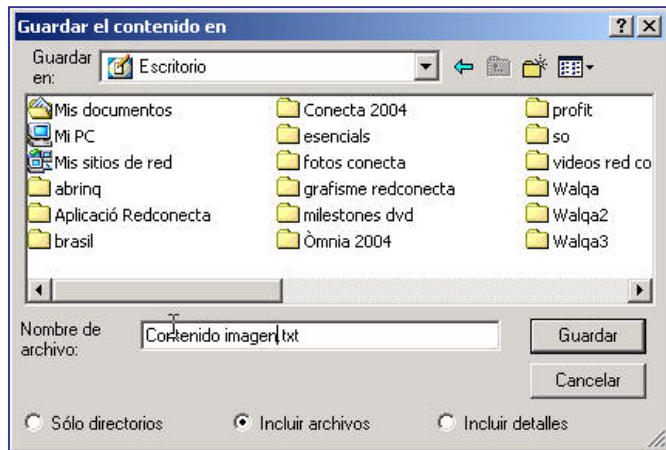 Guardar el contenido en
Guardar en:
Escritorio
Mis documentos
Mi PC
Mis sitios de red
abrinq
Aplicació Redconecta
brasil
Conecta 2004
esencials
fotos conecta
grafisme redconecta
milestones dvd
Òmnia 2004
profit
so
videos red co
Walqa
Walqa2
Walqa3
Nombre de archivo:
Contenido imagen.txt
Guardar
Cancelar
Sólo directorios
Incluir archivos
Incluir detalles